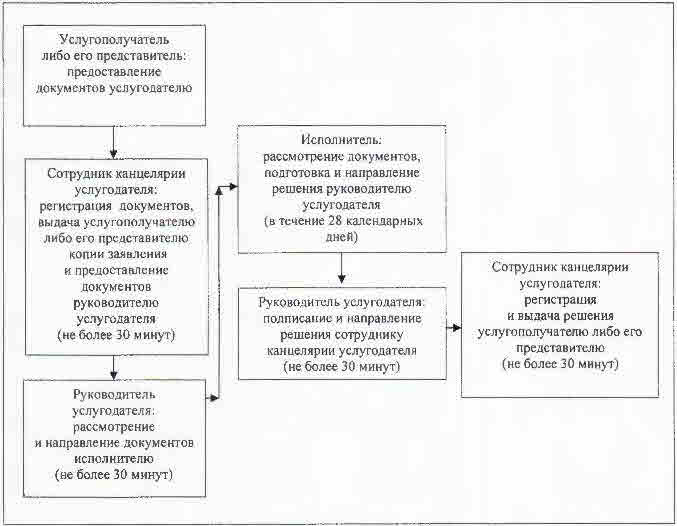 Услугополучатель
либо его представитель:
предоставление
документов услугодателю
Сотрудник канцелярии
услугодателя:
регистрация документов,
выдача услугополучателю
либо его представителю
копии заявления
и предоставление
документов
руководителю
услугодателя
(не более 30 минут)
Руководитель
услугодателя:
рассмотрение
и направление документов
исполнителю
(не более 30 минут)
Исполнитель:
рассмотрение документов,
подготовка и направление
решения руководителю
услугодателя
(в течение 28 календарных
дней)
Руководитель услугодателя:
подписание и направление
решения сотруднику
канцелярии услугодателя
(не более 30 минут)
Сотрудник канцелярии
услугодателя:
регистрация
и выдача решения
услугополучателю либо его
представителю
(не более 30 минут)